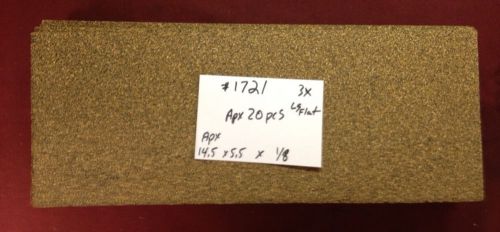 #1721 3x
Apx 20 pcs Lg Flat
Apx
14.5 x 5.5 x 1/8